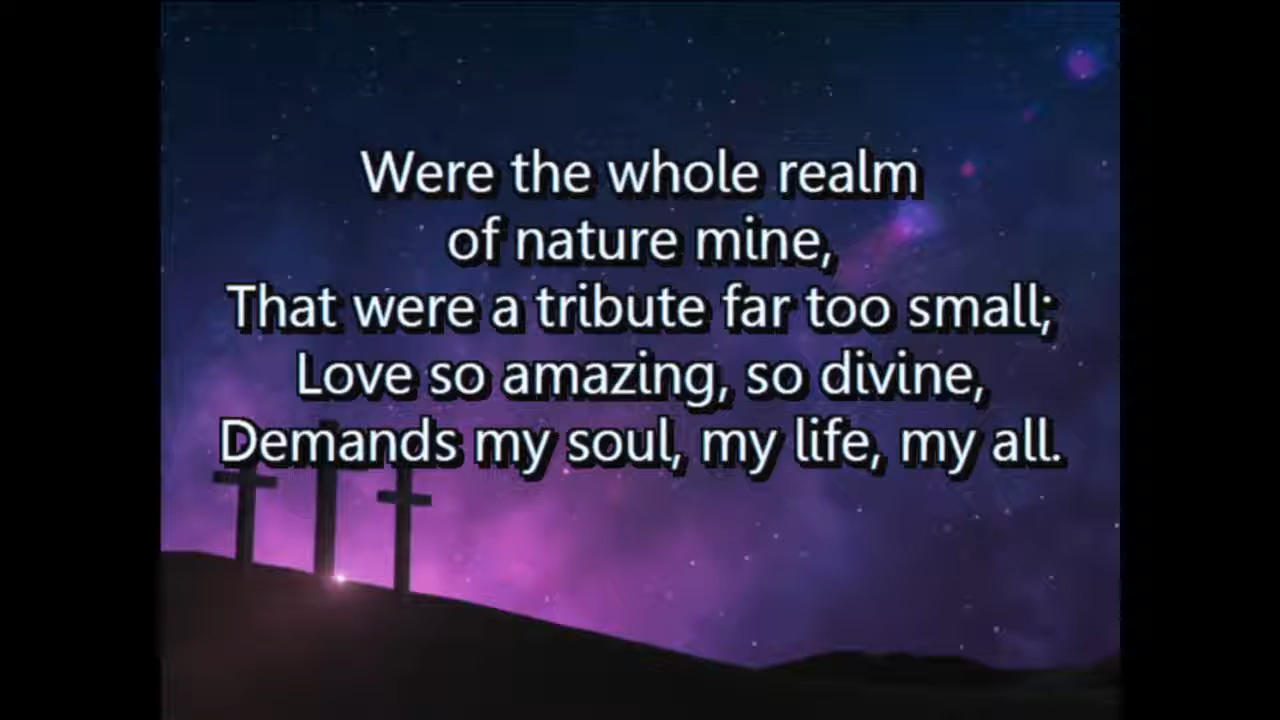 Were the whole realm
of nature mine,
That were a tribute far too small;
Love so amazing, so divine,
Demands my soul, my life, my all.